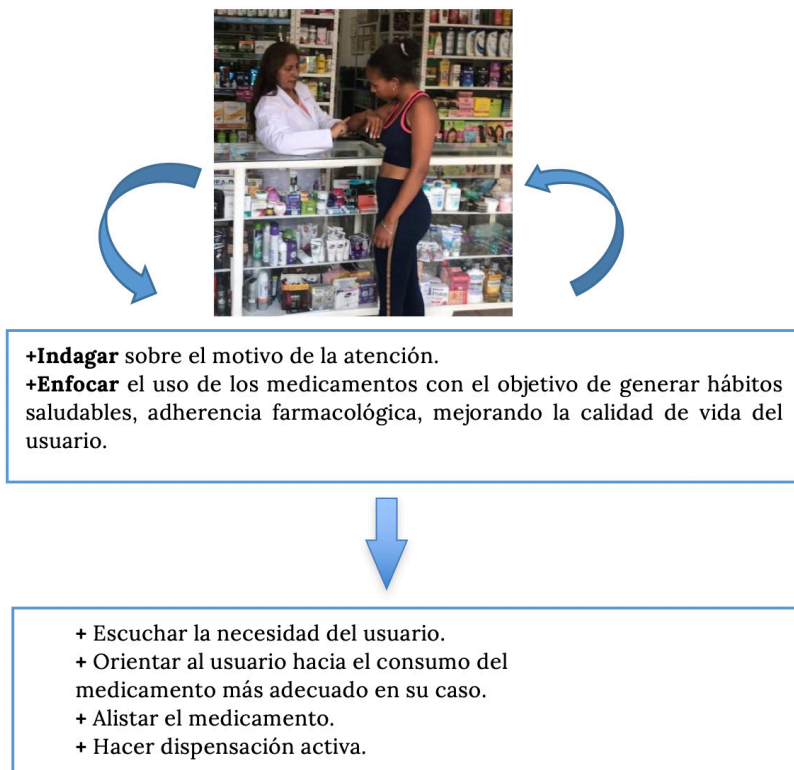 +Indagar sobre el motivo de la atención.
+Enfocar el uso de los medicamentos con el objetivo de generar hábitos
saludables, adherencia farmacológica, mejorando la calidad de vida del
usuario.
+ Escuchar la necesidad del usuario.
+ Orientar al usuario hacia el consumo del
medicamento más adecuado en su caso.
+ Alistar el medicamento.
+ Hacer dispensación activa.